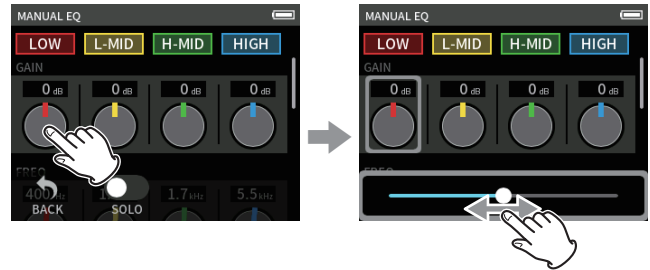 MANUAL EQ
LOW L-MID H-MID HIGH
GAIN
0 dB 0 dB 0 dB 0 dB
FREQ
400 Hz 1.7 kHz 5.5 kHz
BACK SOLO
MANUAL EQ
LOW L-MID H-MID HIGH
GAIN
0 dB 0 dB 0 dB 0 dB
FREQ